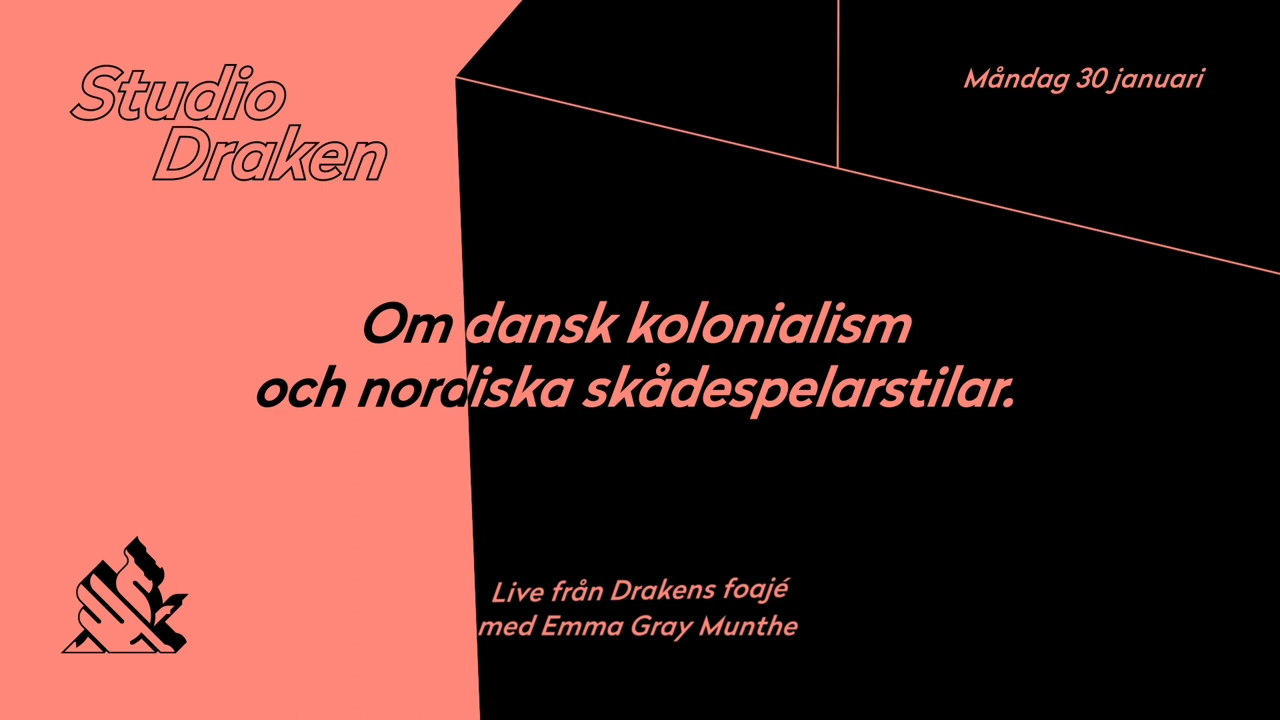 Studio
Draken
Måndag 30 januari
Om dansk kolonialism
och nordiska skådespelarstilar.
Live från Drakens foajé
med Emma Gray Munthe